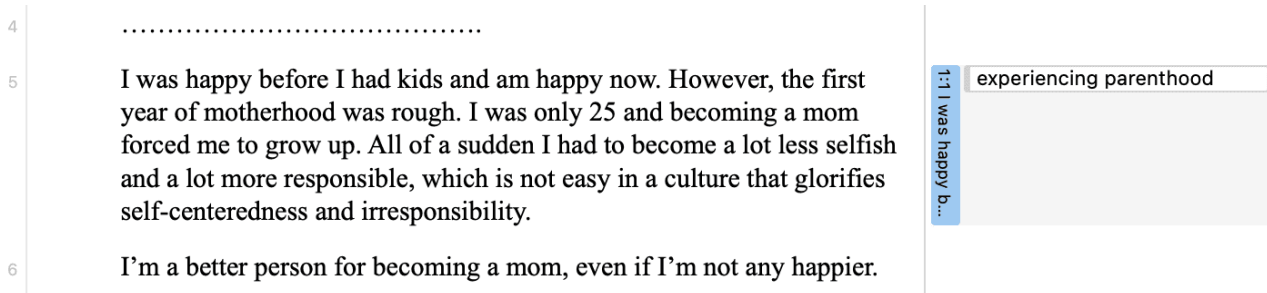 4
........................................
5
I was happy before I had kids and am happy now. However, the first
year of motherhood was rough. I was only 25 and becoming a mom
forced me to grow up. All of a sudden I had to become a lot less selfish
and a lot more responsible, which is not easy in a culture that glorifies
self-centeredness and irresponsibility.
6
I’m a better person for becoming a mom, even if I’m not any happier.
1:1 I was happy b...
experiencing parenthood